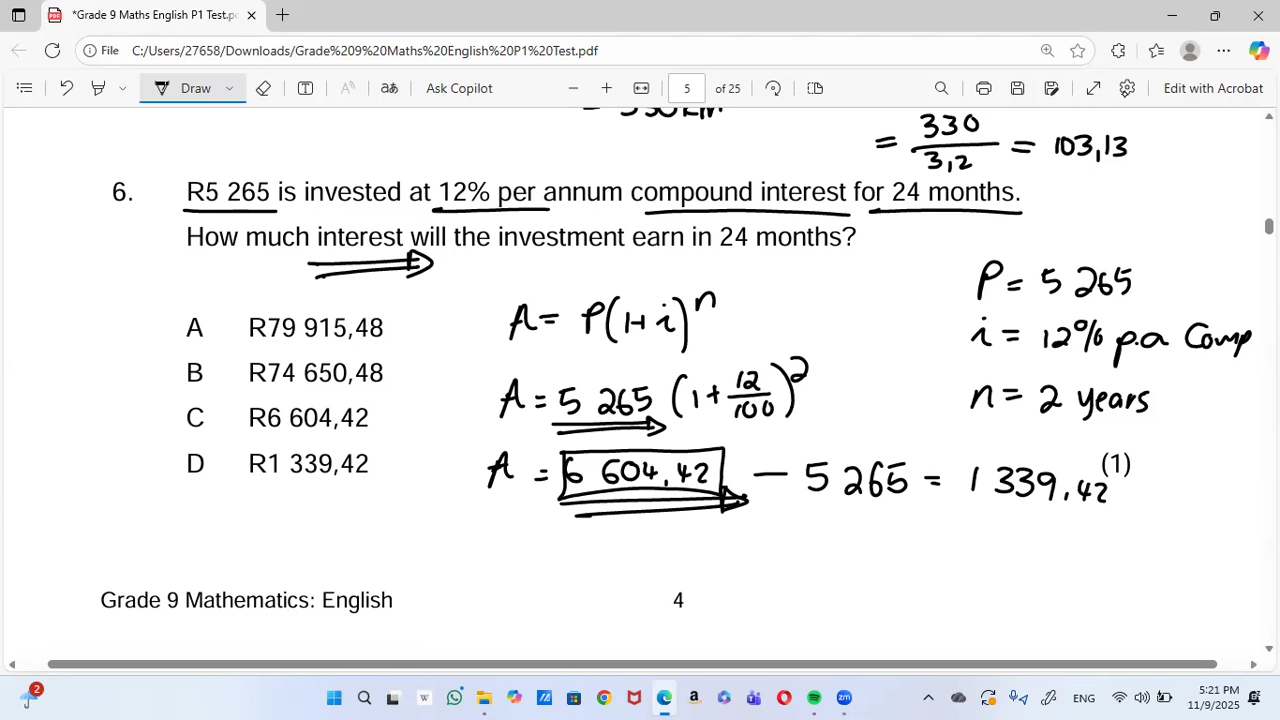 *Grade 9 Maths English P1 Test.pdf
File C:/Users/27658/Downloads/Grade%209%20Maths%20English%20P1%20Test.pdf
Draw Ask Copilot 5 of 25 Edit with Acrobat
= 330/3,2 = 103,13
6. R5 265 is invested at 12% per annum compound interest for 24 months.
How much interest will the investment earn in 24 months?
P = 5 265
A = P(1+i)^n
A R79 915,48
i = 12% p.a Comp
B R74 650,48
A = 5 265 (1+12/100)^2
n = 2 years
C R6 604,42
D R1 339,42
A = 6 604,42 − 5 265 = 1 339,42
(1)
Grade 9 Mathematics: English 4
2
ENG
5:21 PM
11/9/2025